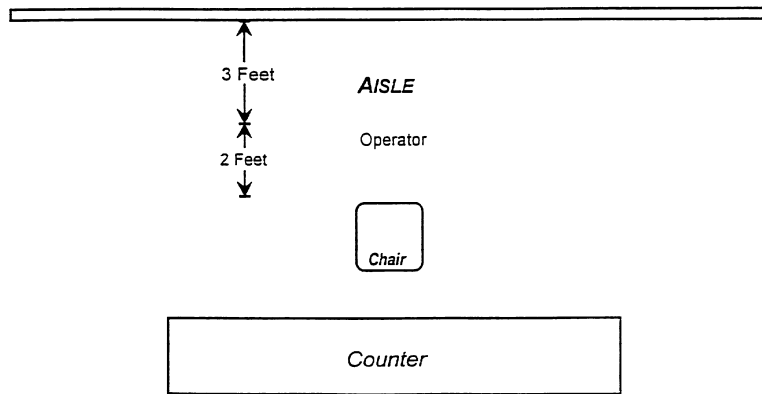 3 Feet
AISLE
Operator
2 Feet
Chair
Counter